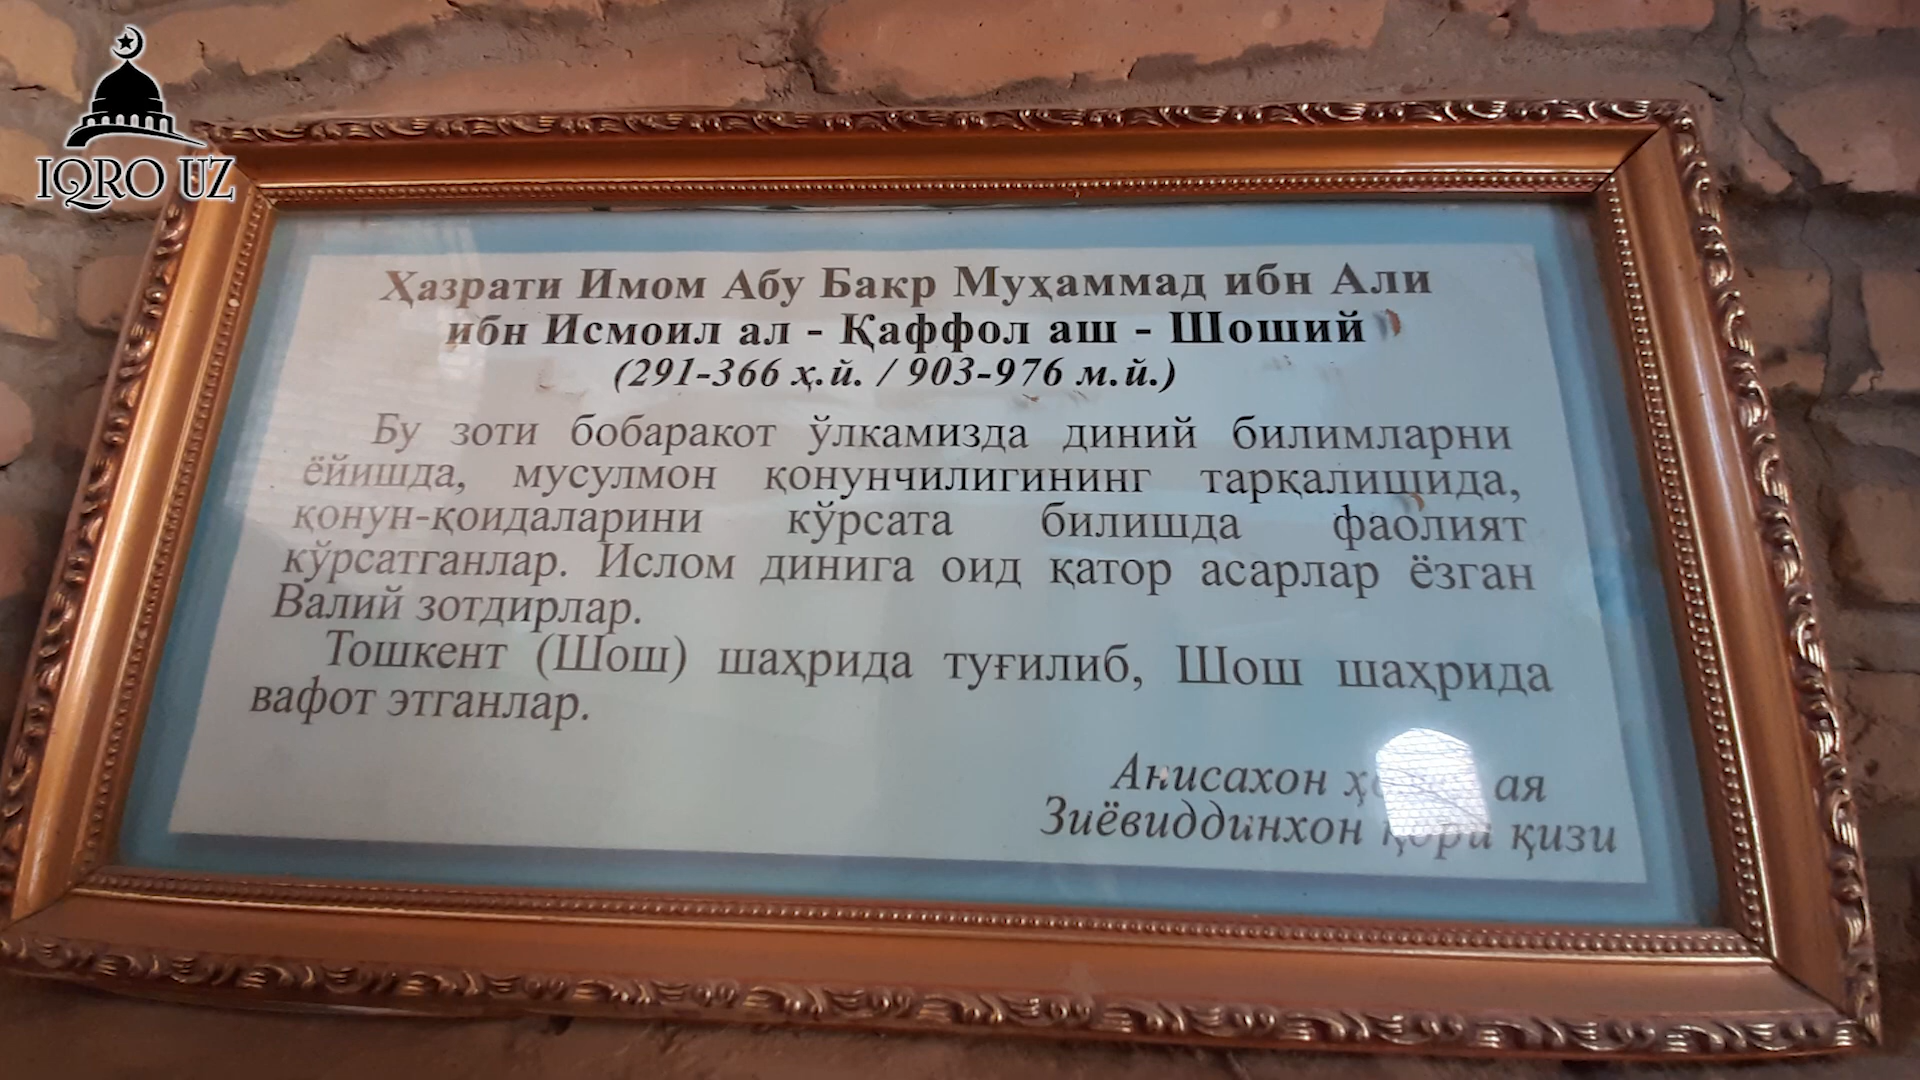 IQRO UZ
Ҳазрати Имом Абу Бакр Муҳаммад ибн Али
ибн Исмоил ал - Қаффол аш - Шоший
(291-366 ҳ.й. / 903-976 м.й.)
Бу зоти бобаракот ўлкамизда диний билимларни
ёйишда, мусулмон қонунчилигининг тарқалишида,
қонун-қоидаларини кўрсата билишда фаолият
кўрсатганлар. Ислом динига оид қатор асарлар ёзган
Валий зотдирлар.
Тошкент (Шош) шаҳрида туғилиб, Шош шаҳрида
вафот этганлар.
Анисахон ая
Зиёвиддинхон қори қизи